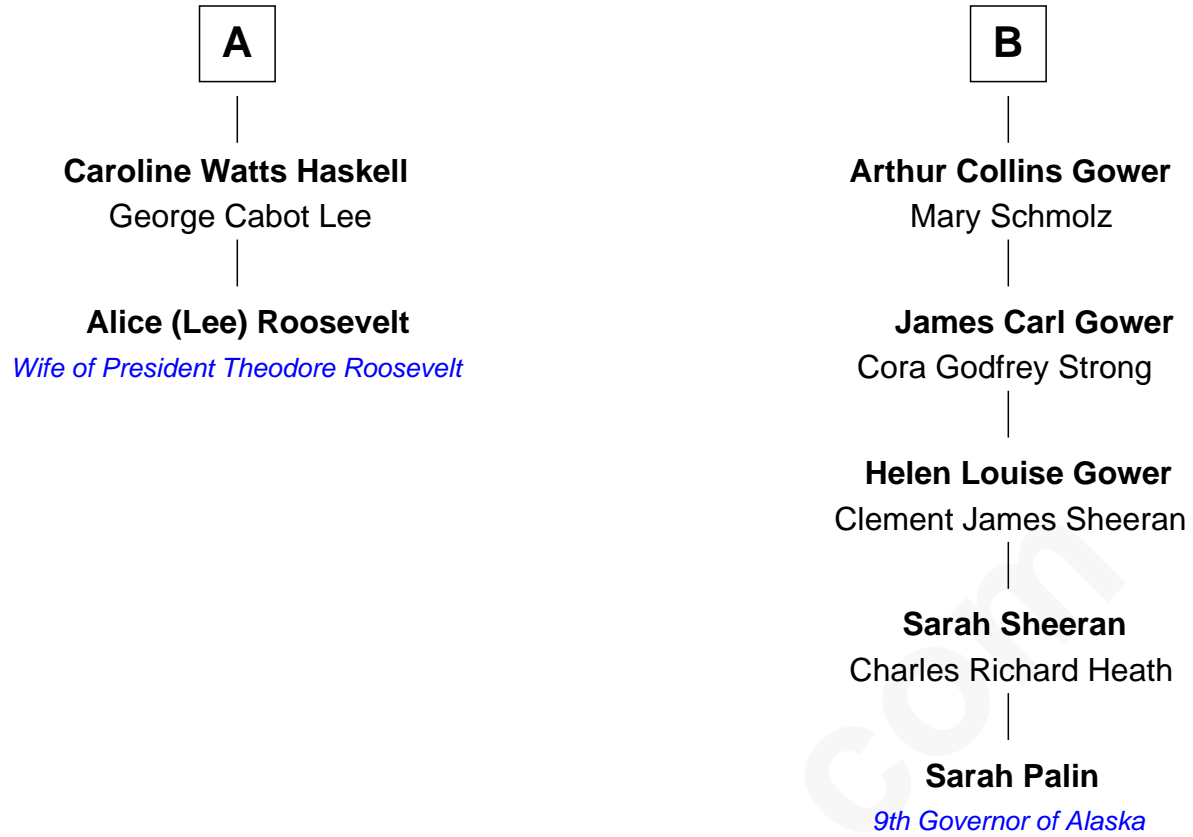 A
Caroline Watts Haskell
George Cabot Lee
Alice (Lee) Roosevelt
Wife of President Theodore Roosevelt
B
Arthur Collins Gower
Mary Schmolz
James Carl Gower
Cora Godfrey Strong
Helen Louise Gower
Clement James Sheeran
Sarah Sheeran
Charles Richard Heath
Sarah Palin
9th Governor of Alaska
com